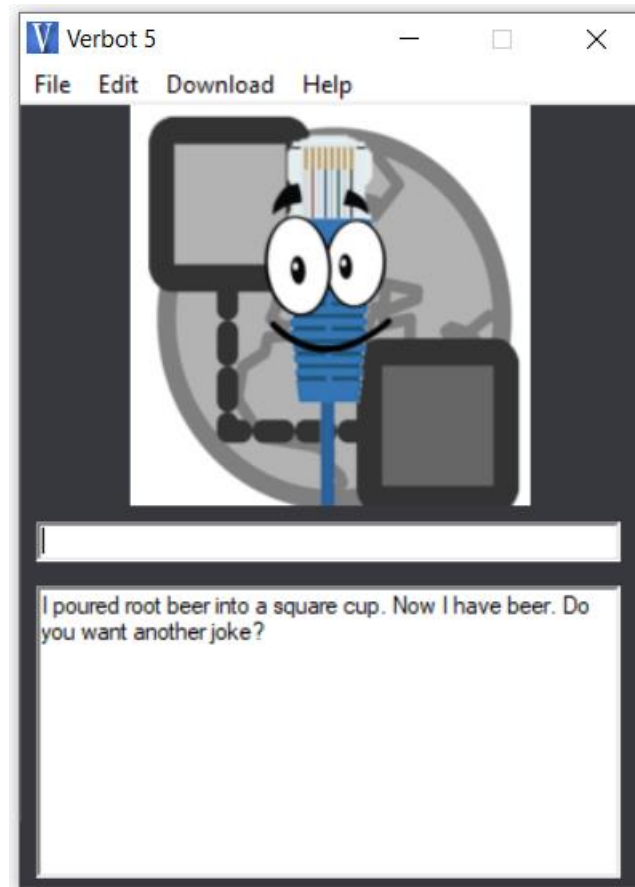 V Verbot 5
File Edit Download Help
I poured root beer into a square cup. Now I have beer. Do
you want another joke?